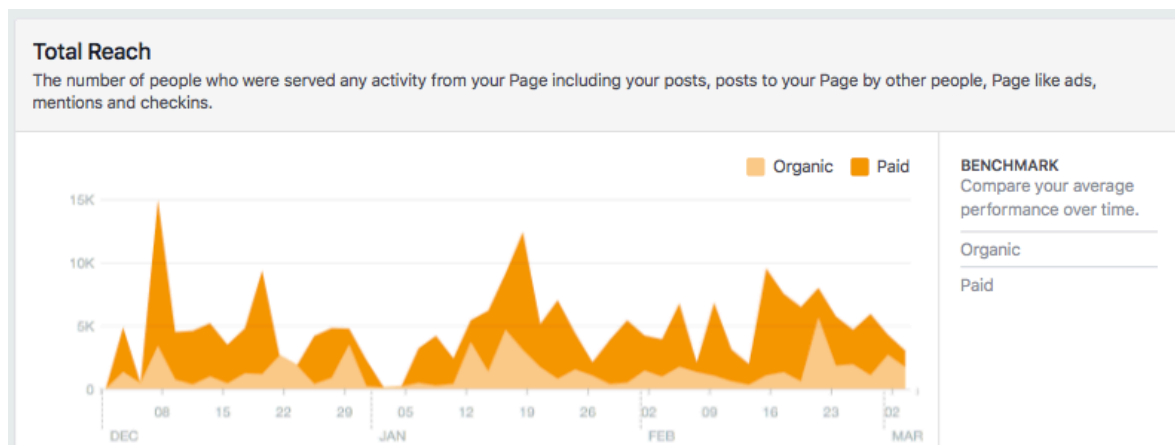 Total Reach
The number of people who were served any activity from your Page including your posts, posts to your Page by other people, Page like ads,
mentions and checkins.
Organic Paid
BENCHMARK
Compare your average
performance over time.
Organic
Paid
15K
10K
5K
0
08 15 22 29 05 12 19 26 02 09 16 23 02
DEC JAN FEB MAR